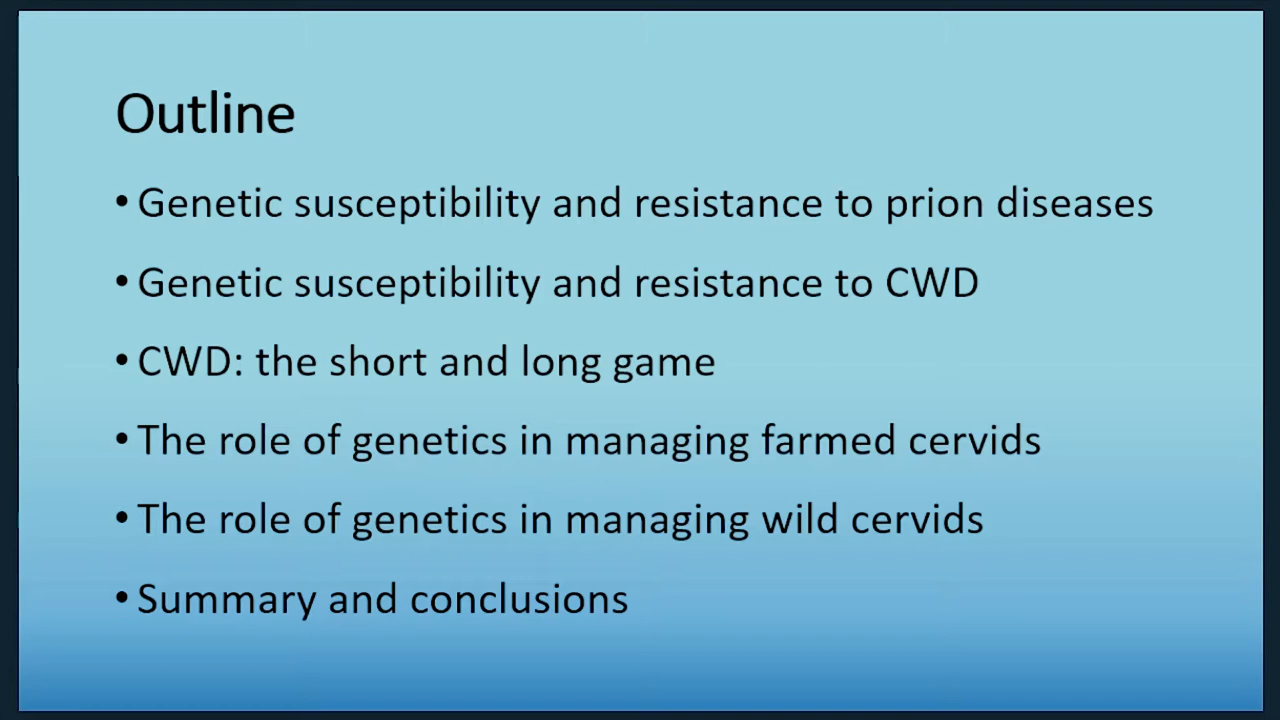 Outline
• Genetic susceptibility and resistance to prion diseases
• Genetic susceptibility and resistance to CWD
• CWD: the short and long game
• The role of genetics in managing farmed cervids
• The role of genetics in managing wild cervids
• Summary and conclusions